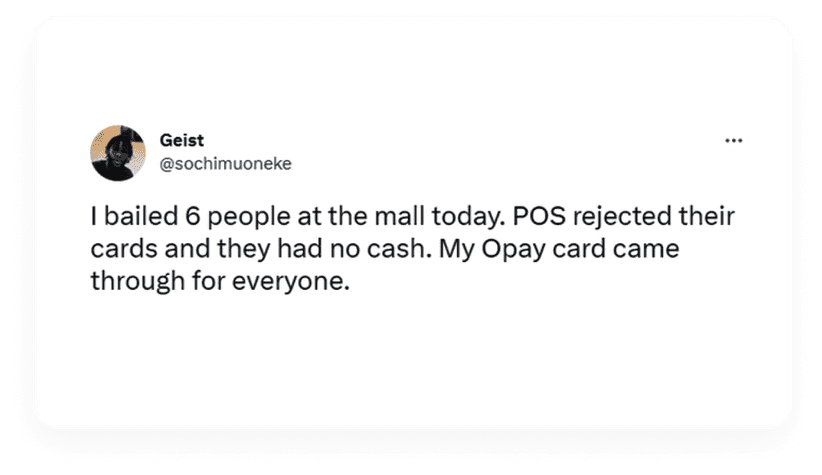 Geist
@sochimuoneke
I bailed 6 people at the mall today. POS rejected their
cards and they had no cash. My Opay card came
through for everyone.